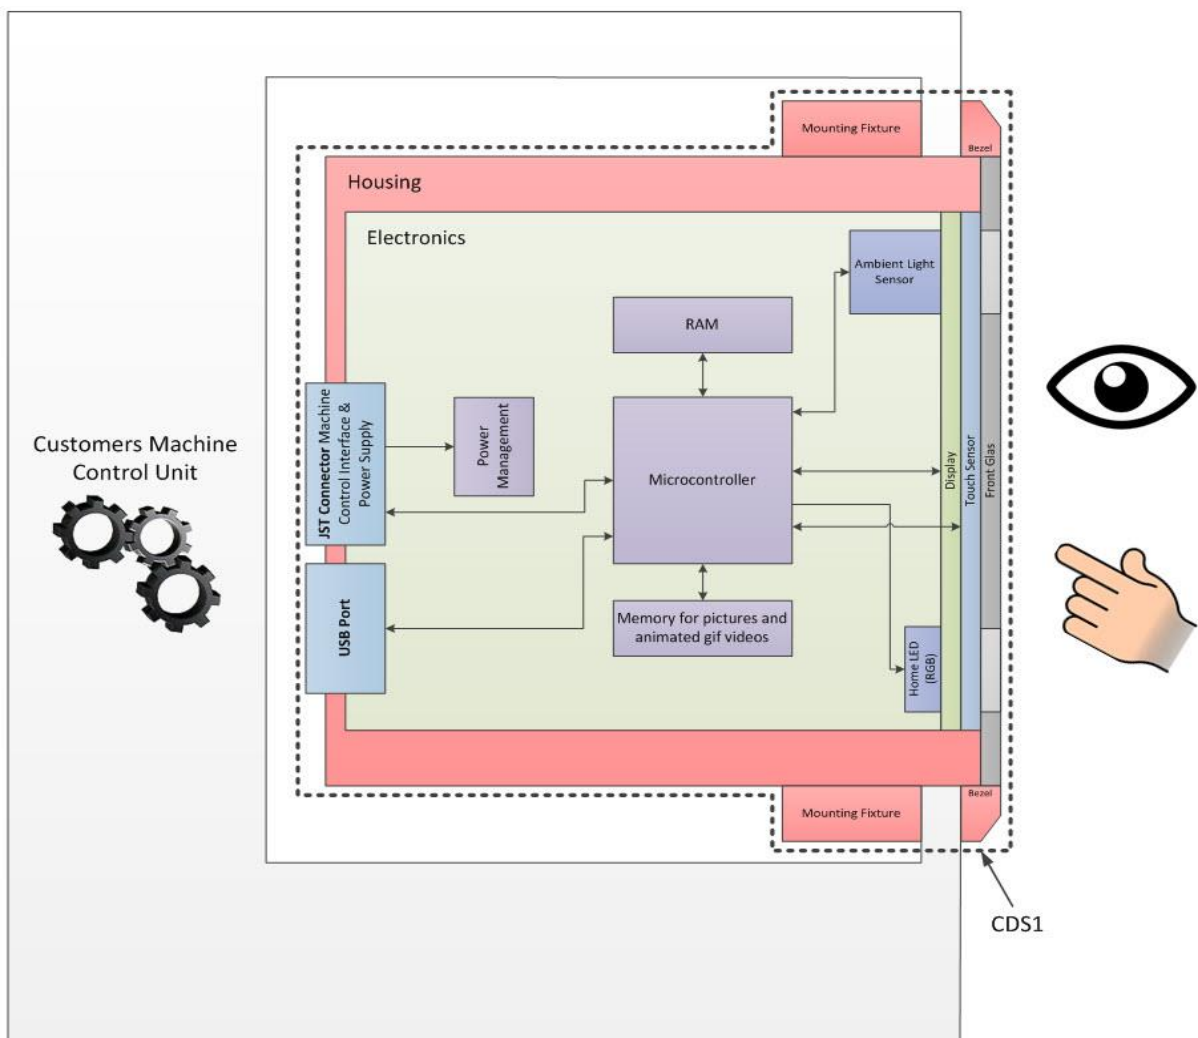 Mounting Fixture
Bezel
Housing
Electronics
Ambient Light
Sensor
RAM
Customers Machine
Control Unit
JST Connector Machine
Control Interface &
Power Supply
Power
Management
Microcontroller
Display
Touch Sensor
Front Glas
USB Port
Memory for pictures and
animated gif videos
Home LED
(RGB)
Mounting Fixture
Bezel
CDS1